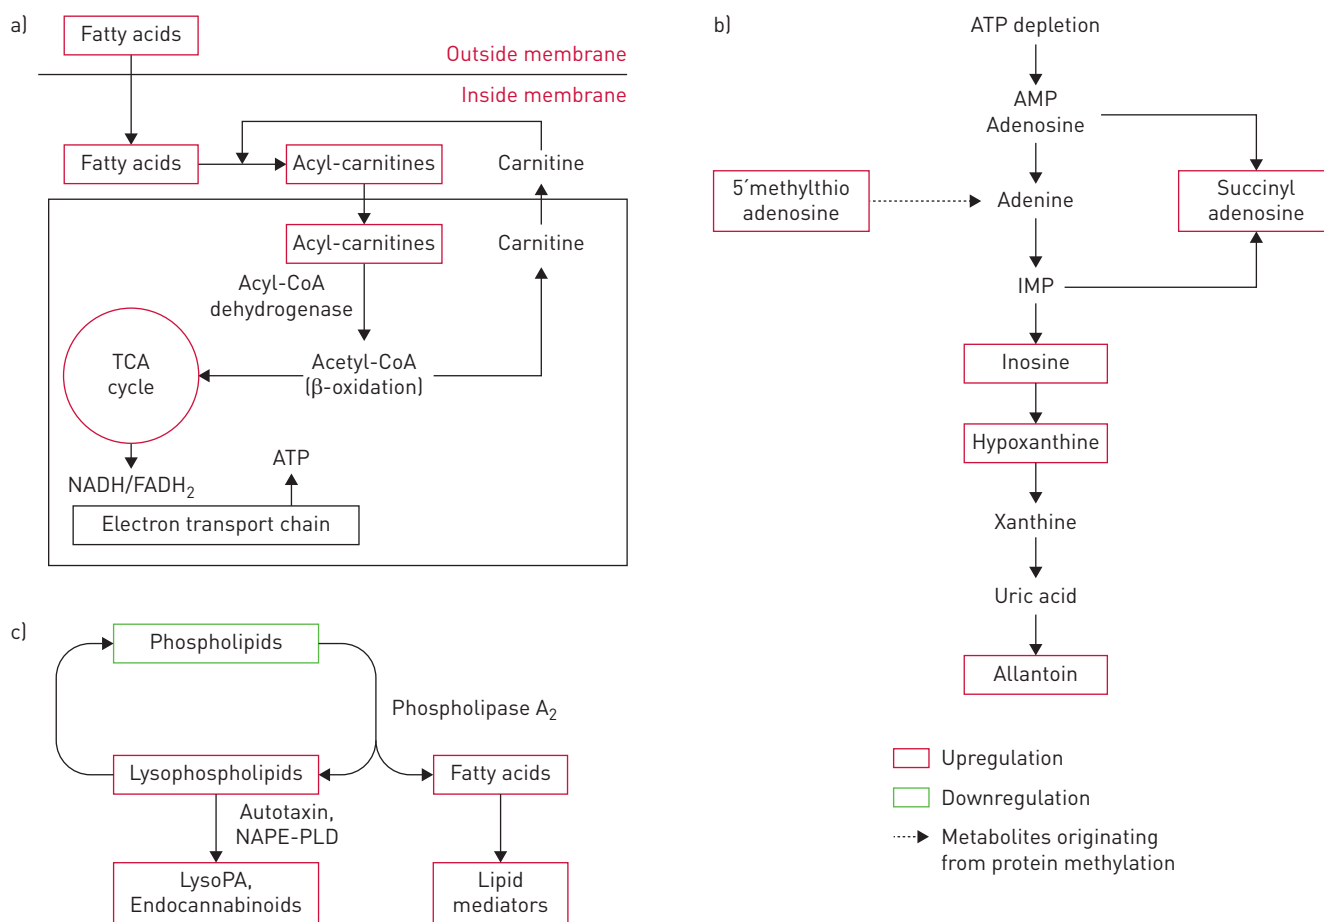 a)
Fatty acids
Outside membrane
Inside membrane
Fatty acids
Acyl-carnitines
Carnitine
Acyl-carnitines
Carnitine
Acyl-CoA
dehydrogenase
TCA
cycle
Acetyl-CoA
(β-oxidation)
NADH/FADH2
ATP
Electron transport chain
b)
ATP depletion
AMP
Adenosine
5´methylthio
adenosine
Adenine
Succinyl
adenosine
IMP
Inosine
Hypoxanthine
Xanthine
Uric acid
Allantoin
c)
Phospholipids
Phospholipase A2
Lysophospholipids
Fatty acids
Autotaxin,
NAPE-PLD
LysoPA,
Endocannabinoids
Lipid
mediators
Upregulation
Downregulation
Metabolites originating
from protein methylation